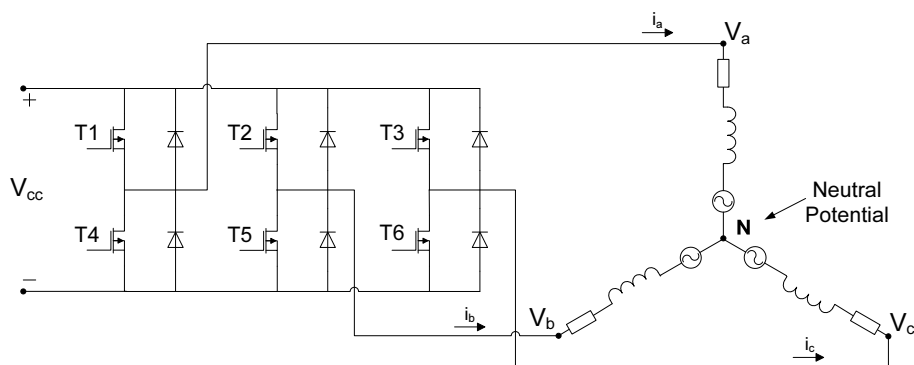 i_a
V_a
+
T1
T2
T3
V_cc
Neutral
Potential
N
T4
T5
T6
−
i_b
V_b
V_c
i_c